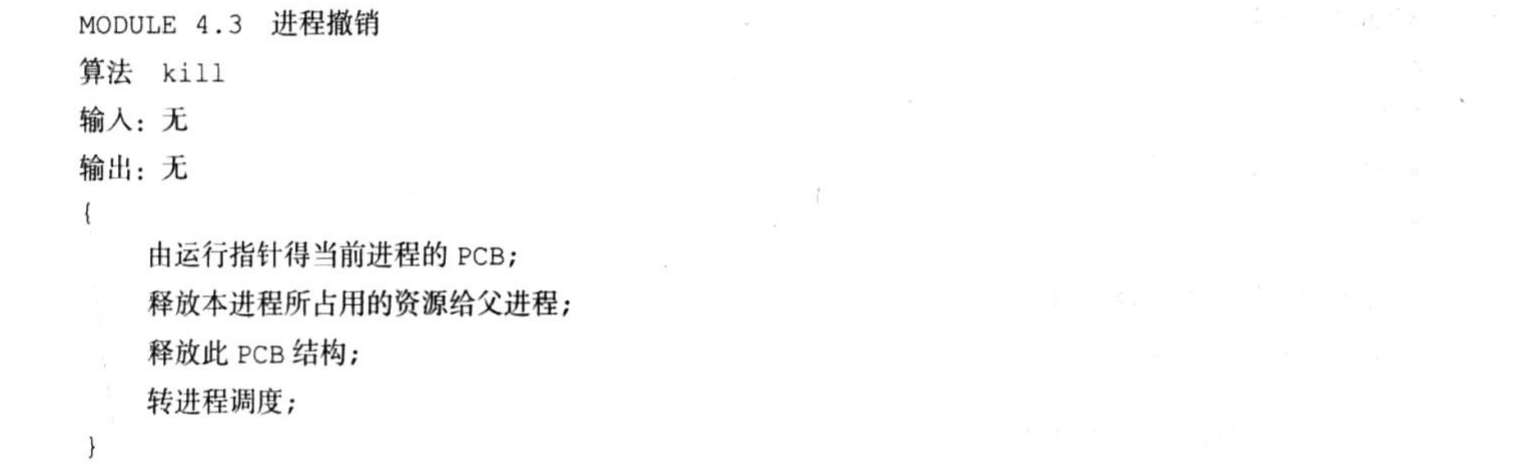 MODULE 4.3 进程撤销
算法 kill
输入：无
输出：无
{
由运行指针得当前进程的 PCB;
释放本进程所占用的资源给父进程;
释放此 PCB 结构;
转进程调度;
}